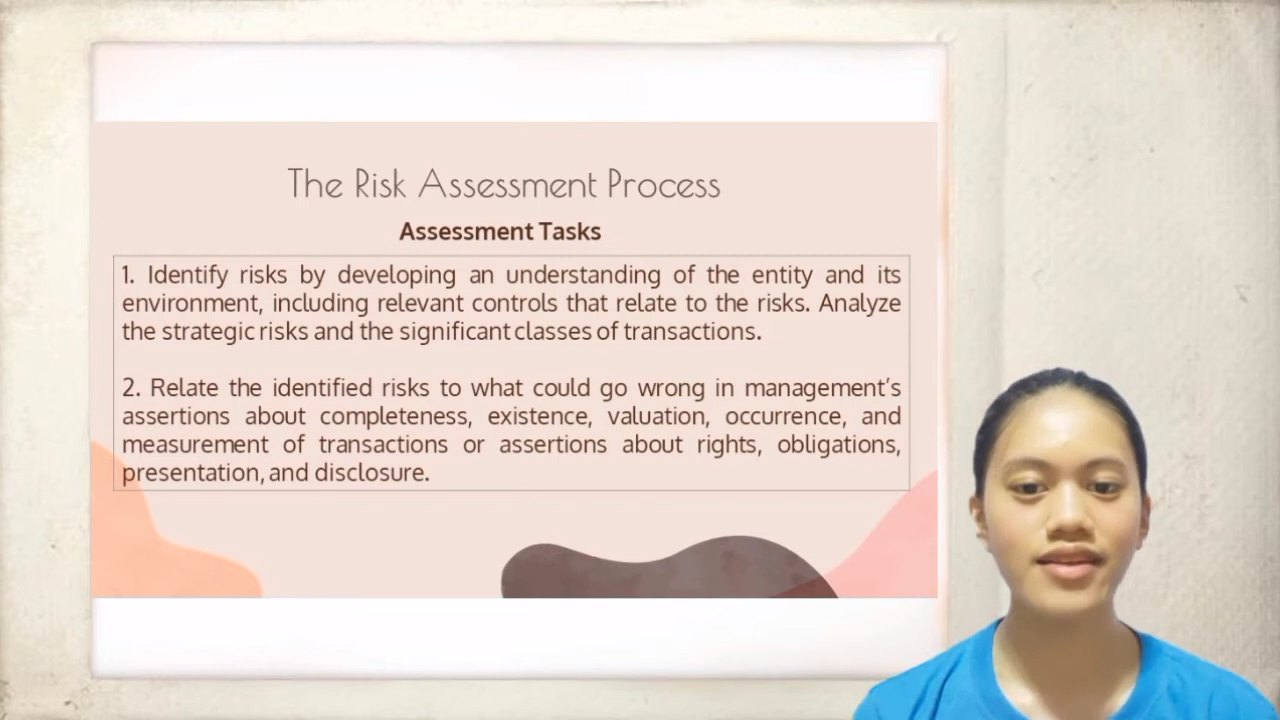 The Risk Assessment Process
Assessment Tasks
1. Identify risks by developing an understanding of the entity and its
environment, including relevant controls that relate to the risks. Analyze
the strategic risks and the significant classes of transactions.
2. Relate the identified risks to what could go wrong in management's
assertions about completeness, existence, valuation, occurrence, and
measurement of transactions or assertions about rights, obligations,
presentation, and disclosure.